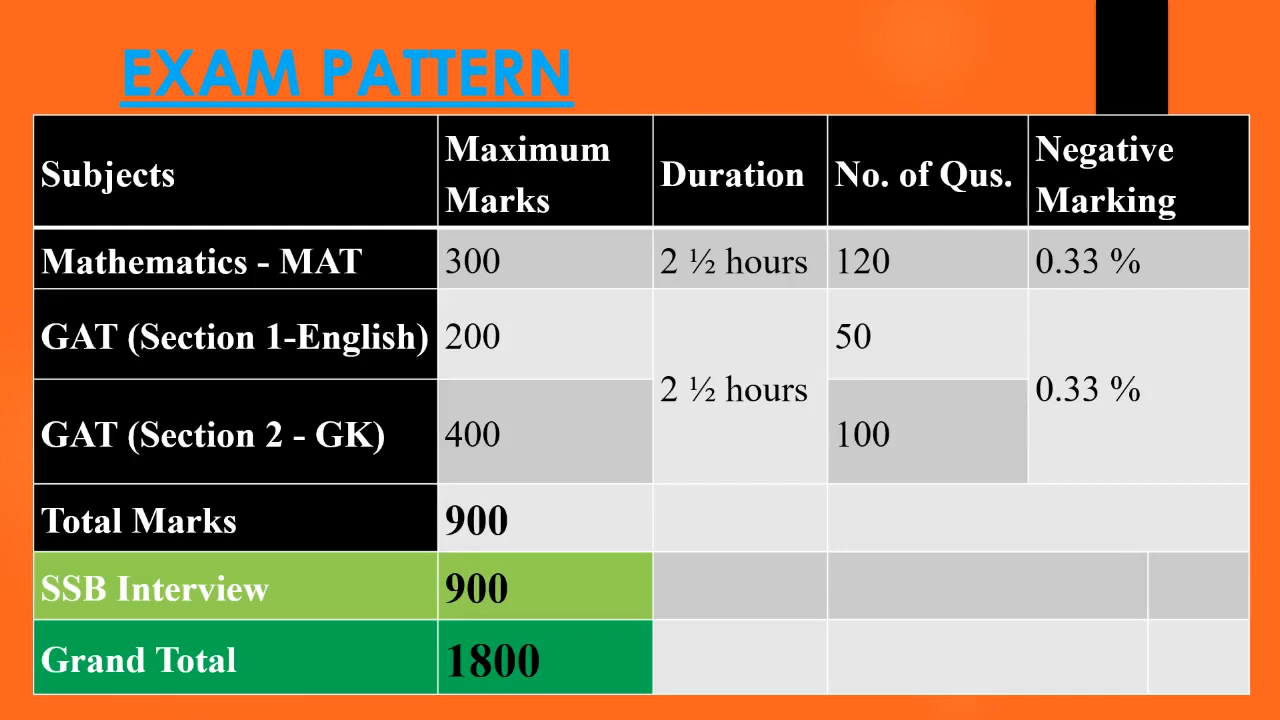 EXAM PATTERN
Subjects Maximum Marks Duration No. of Qus. Negative Marking
Mathematics - MAT 300 2 ½ hours 120 0.33 %
GAT (Section 1-English) 200 2 ½ hours 50 0.33 %
GAT (Section 2 - GK) 400 100
Total Marks 900
SSB Interview 900
Grand Total 1800